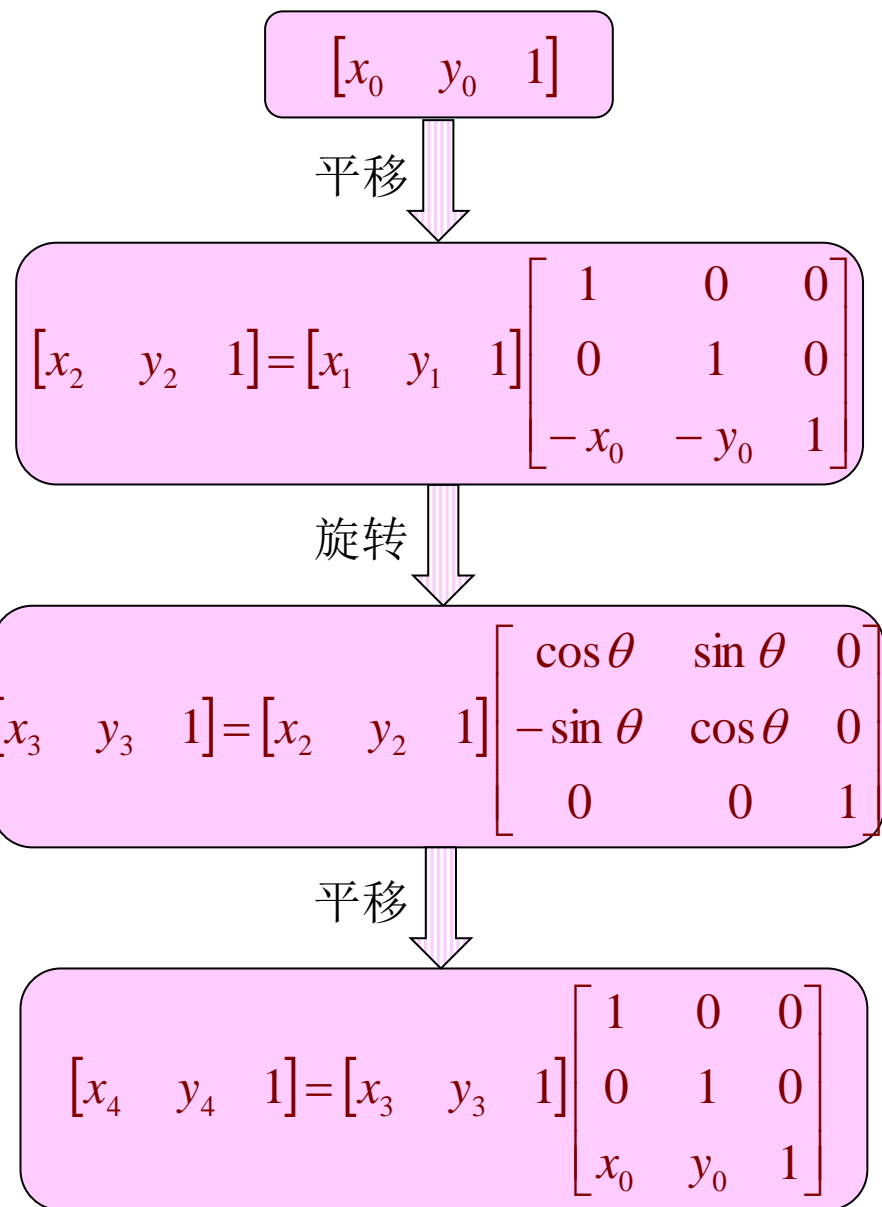 [x₀ y₀ 1]
平移
[x₂ y₂ 1]=[x₁ y₁ 1][1 0 0
0 1 0
−x₀ −y₀ 1]
旋转
[x₃ y₃ 1]=[x₂ y₂ 1][cosθ sinθ 0
−sinθ cosθ 0
0 0 1]
平移
[x₄ y₄ 1]=[x₃ y₃ 1][1 0 0
0 1 0
x₀ y₀ 1]